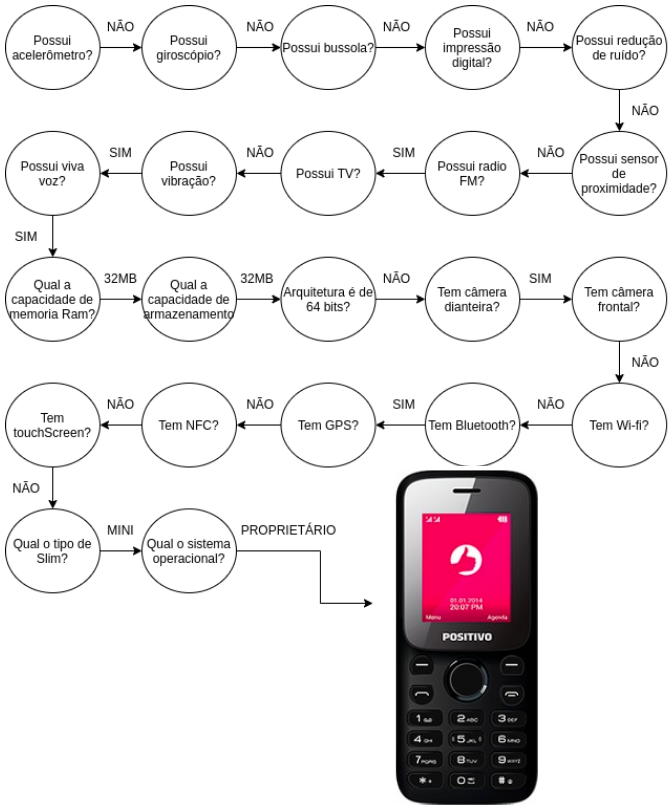 Possui
acelerômetro?
NÃO
Possui
giroscópio?
NÃO
Possui bussola?
NÃO
Possui
impressão
digital?
NÃO
Possui redução
de ruído?
NÃO
Possui sensor
de
proximidade?
NÃO
Possui radio
FM?
SIM
Possui TV?
NÃO
Possui
vibração?
SIM
Possui viva
voz?
SIM
Qual a
capacidade de
memoria Ram?
32MB
Qual a
capacidade de
armazenamento
32MB
Arquitetura é de
64 bits?
NÃO
Tem câmera
dianteira?
SIM
Tem câmera
frontal?
NÃO
Tem Wi-fi?
NÃO
Tem Bluetooth?
SIM
Tem GPS?
NÃO
Tem NFC?
NÃO
Tem
touchScreen?
NÃO
Qual o tipo de
Slim?
MINI
Qual o sistema
operacional?
PROPRIETÁRIO
01.01.2014
20:07 PM
Menu Agenda
POSITIVO
1 2 ABC 3 DEF
4 GHI 5 JKL 6 MNO
7 PQRS 8 TUV 9 WXYZ
* 0 #